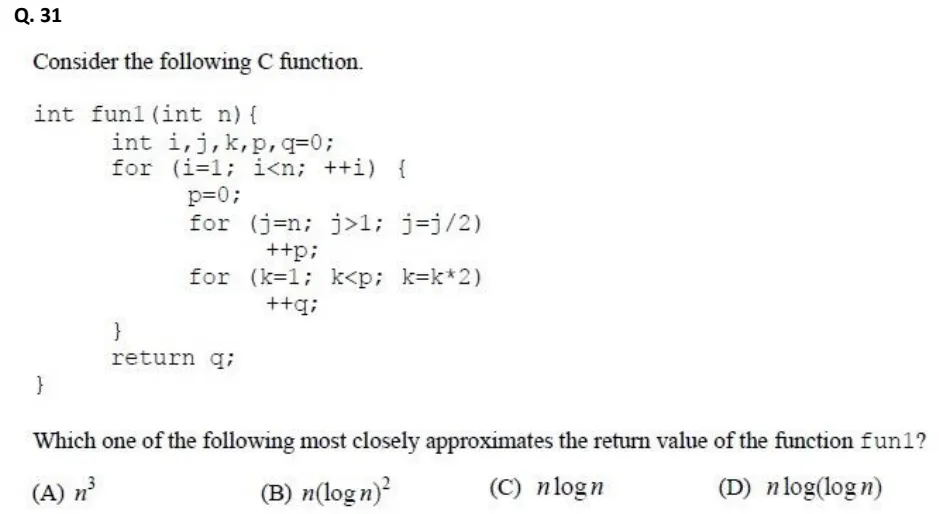 Q. 31
Consider the following C function.
int fun1(int n){
int i,j,k,p,q=0;
for (i=1; i<n; ++i) {
p=0;
for (j=n; j>1; j=j/2)
++p;
for (k=1; k<p; k=k*2)
++q;
}
return q;
}
Which one of the following most closely approximates the return value of the function fun1?
(A) n³ (B) n(log n)² (C) n log n (D) n log(log n)